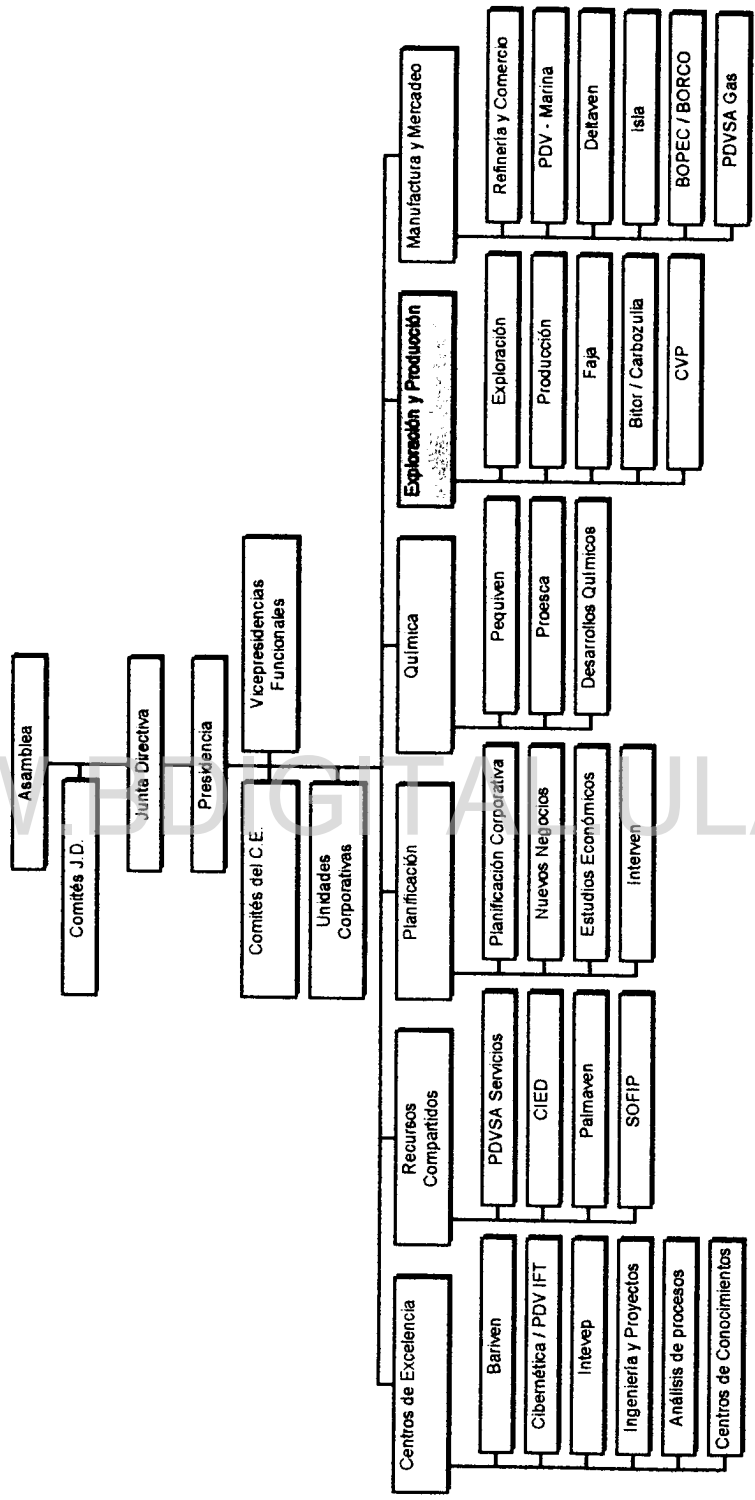 Asamblea
Comités J.D.
Junta Directiva
Presidencia
Comités del C.E.
Vicepresidencias
Funcionales
Unidades
Corporativas
Centros de Excelencia
Recursos
Compartidos
Planificación
Química
Exploración y Producción
Manufactura y Mercadeo
Bariven
Cibernética / PDV IFT
Intevep
Ingeniería y Proyectos
Análisis de procesos
Centros de Conocimientos
PDVSA Servicios
CIED
Palmaven
SOFIP
Planificación Corporativa
Nuevos Negocios
Estudios Económicos
Interven
Pequiven
Proesca
Desarrollos Químicos
Exploración
Producción
Faja
Bitor / Carbozulia
CVP
Refinería y Comercio
PDV - Marina
Deltaven
Isla
BOPEC / BORCO
PDVSA Gas
.BDIGITAL.ULA